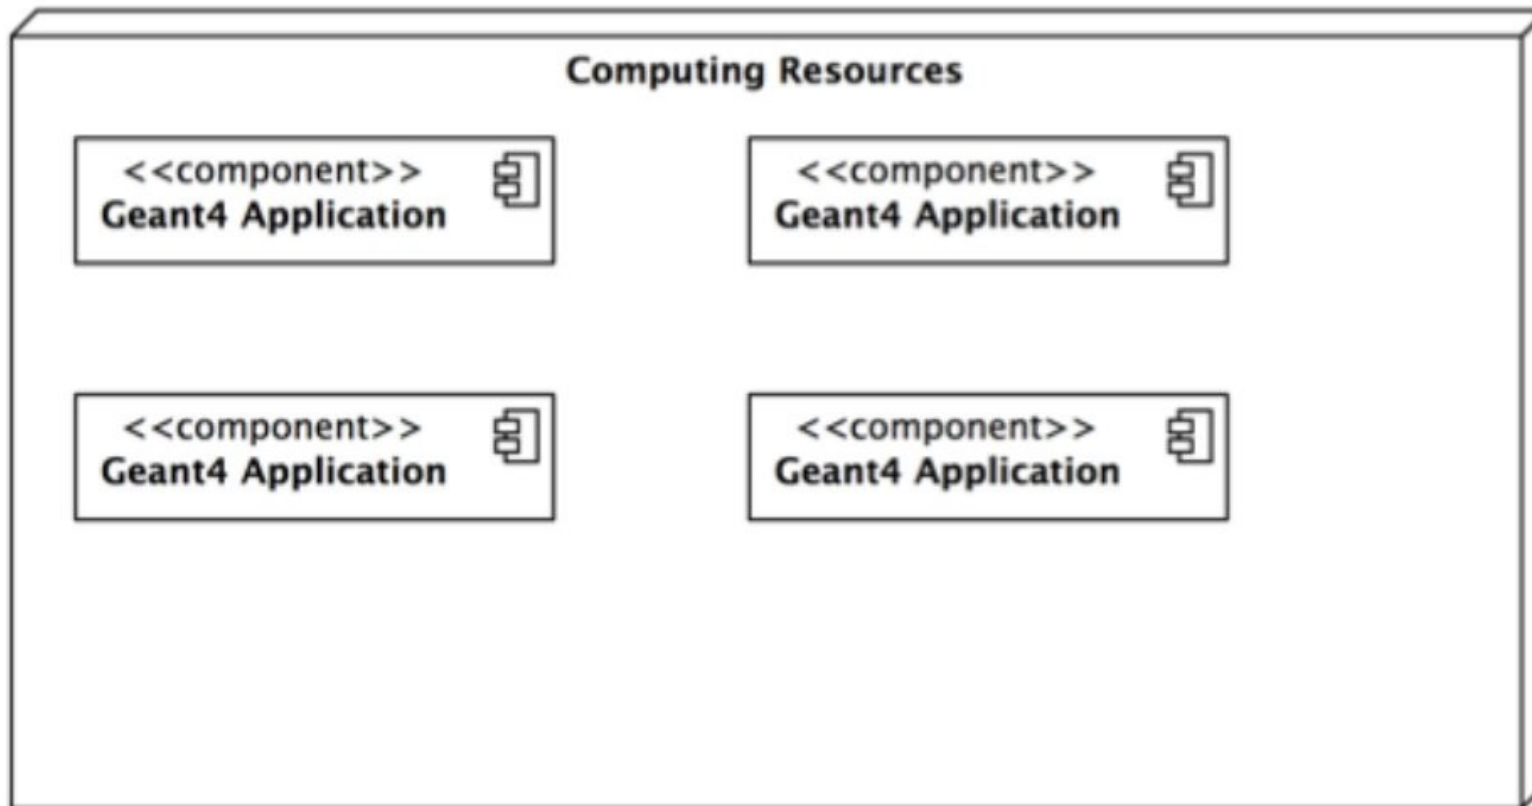 Computing Resources
<<component>>
Geant4 Application
<<component>>
Geant4 Application
<<component>>
Geant4 Application
<<component>>
Geant4 Application